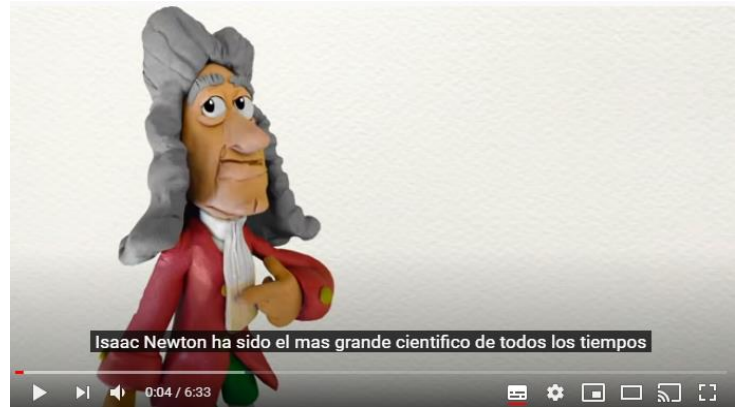 Isaac Newton ha sido el mas grande cientifico de todos los tiempos
0:04 / 6:33